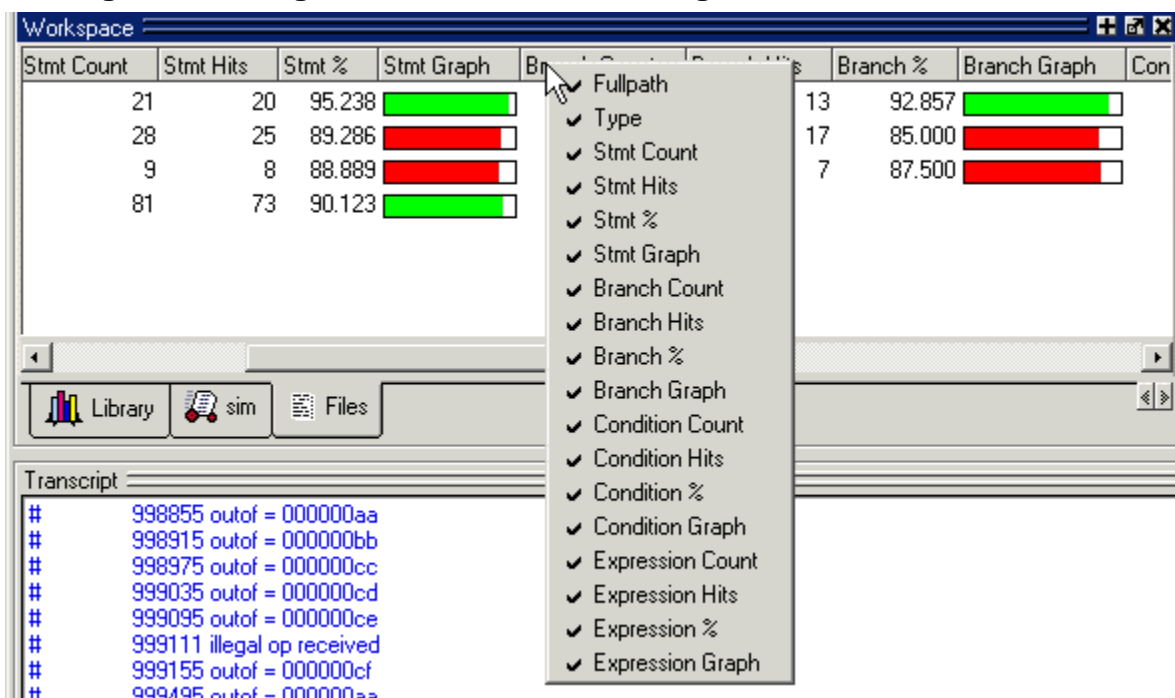 Workspace
Stmt Count Stmt Hits Stmt % Stmt Graph Branch % Branch Graph Con
21 20 95.238 13 92.857
28 25 89.286 17 85.000
9 8 88.889 7 87.500
81 73 90.123
Fullpath
Type
Stmt Count
Stmt Hits
Stmt %
Stmt Graph
Branch Count
Branch Hits
Branch %
Branch Graph
Condition Count
Condition Hits
Condition %
Condition Graph
Expression Count
Expression Hits
Expression %
Expression Graph
Library sim Files
Transcript
# 998855 outof = 000000aa
# 998915 outof = 000000bb
# 998975 outof = 000000cc
# 999035 outof = 000000cd
# 999095 outof = 000000ce
# 999111 illegal op received
# 999155 outof = 000000cf
# 999495 outof = 000000aa